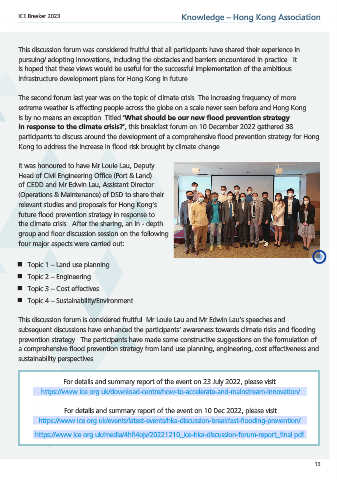 ICE Breaker 2023
Knowledge – Hong Kong Association
This discussion forum was considered fruitful that all participants have shared their experience in
pursuing/ adopting innovations, including the obstacles and barriers encountered in practice It
is hoped that these views would be useful for the successful implementation of the ambitious
infrastructure development plans for Hong Kong in future
The second forum last year was on the topic of climate crisis The increasing frequency of more
extreme weather is affecting people across the globe on a scale never seen before and Hong Kong
is by no means an exception Titled "What should be our new flood prevention strategy
in response to the climate crisis?", this breakfast forum on 10 December 2022 gathered 38
participants to discuss around the development of a comprehensive flood prevention strategy for Hong
Kong to address the increase in flood risk brought by climate change
It was honoured to have Mr Louie Lau, Deputy
Head of Civil Engineering Office (Port & Land)
of CEDD and Mr Edwin Lau, Assistant Director
(Operations & Maintenance) of DSD to share their
relevant studies and proposals for Hong Kong's
future flood prevention strategy in response to
the climate crisis After the sharing, an in - depth
group and floor discussion session on the following
four major aspects were carried out:
■ Topic 1 – Land use planning
■ Topic 2 – Engineering
■ Topic 3 – Cost effectives
■ Topic 4 – Sustainability/Environment
This discussion forum is considered fruitful Mr Louie Lau and Mr Edwin Lau's speeches and
subsequent discussions have enhanced the participants' awareness towards climate risks and flooding
prevention strategy The participants have made some constructive suggestions on the formulation of
a comprehensive flood prevention strategy from land use planning, engineering, cost effectiveness and
sustainability perspectives
For details and summary report of the event on 23 July 2022, please visit
https://www ice org uk/download-centre/how-to-accelerate-and-mainstream-innovation/
For details and summary report of the event on 10 Dec 2022, please visit
https://www ice org uk/events/latest-events/hka-discussion-breakfast-flooding-prevention/
13